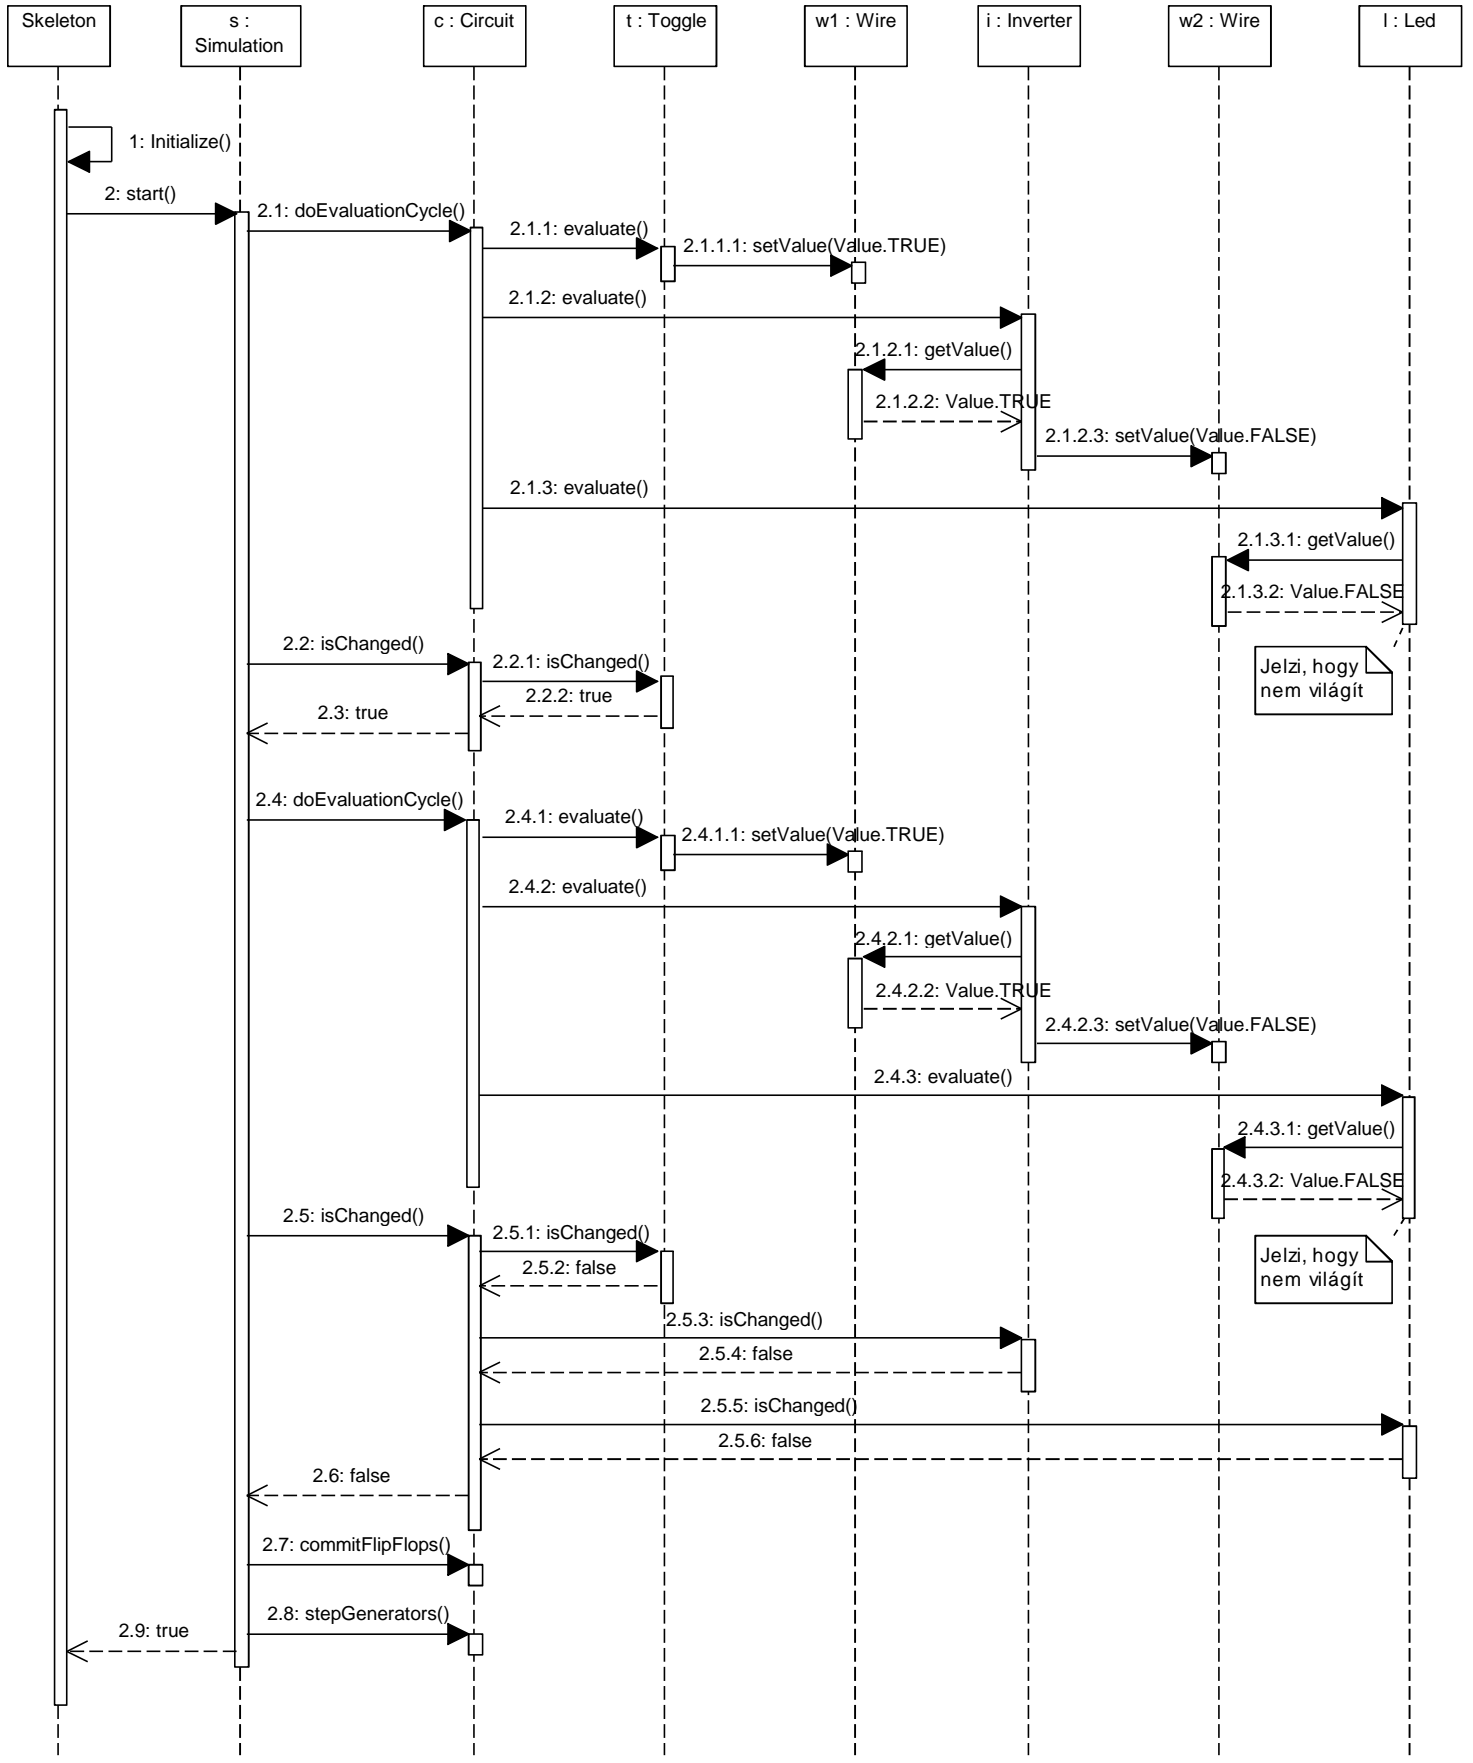 Skeleton
s :
Simulation
c : Circuit
t : Toggle
w1 : Wire
i : Inverter
w2 : Wire
l : Led
1: Initialize()
2: start()
2.1: doEvaluationCycle()
2.1.1: evaluate()
2.1.1.1: setValue(Value.TRUE)
2.1.2: evaluate()
2.1.2.1: getValue()
2.1.2.2: Value.TRUE
2.1.2.3: setValue(Value.FALSE)
2.1.3: evaluate()
2.1.3.1: getValue()
2.1.3.2: Value.FALSE
Jelzi, hogy
nem világít
2.2: isChanged()
2.2.1: isChanged()
2.2.2: true
2.3: true
2.4: doEvaluationCycle()
2.4.1: evaluate()
2.4.1.1: setValue(Value.TRUE)
2.4.2: evaluate()
2.4.2.1: getValue()
2.4.2.2: Value.TRUE
2.4.2.3: setValue(Value.FALSE)
2.4.3: evaluate()
2.4.3.1: getValue()
2.4.3.2: Value.FALSE
Jelzi, hogy
nem világít
2.5: isChanged()
2.5.1: isChanged()
2.5.2: false
2.5.3: isChanged()
2.5.4: false
2.5.5: isChanged()
2.5.6: false
2.6: false
2.7: commitFlipFlops()
2.8: stepGenerators()
2.9: true